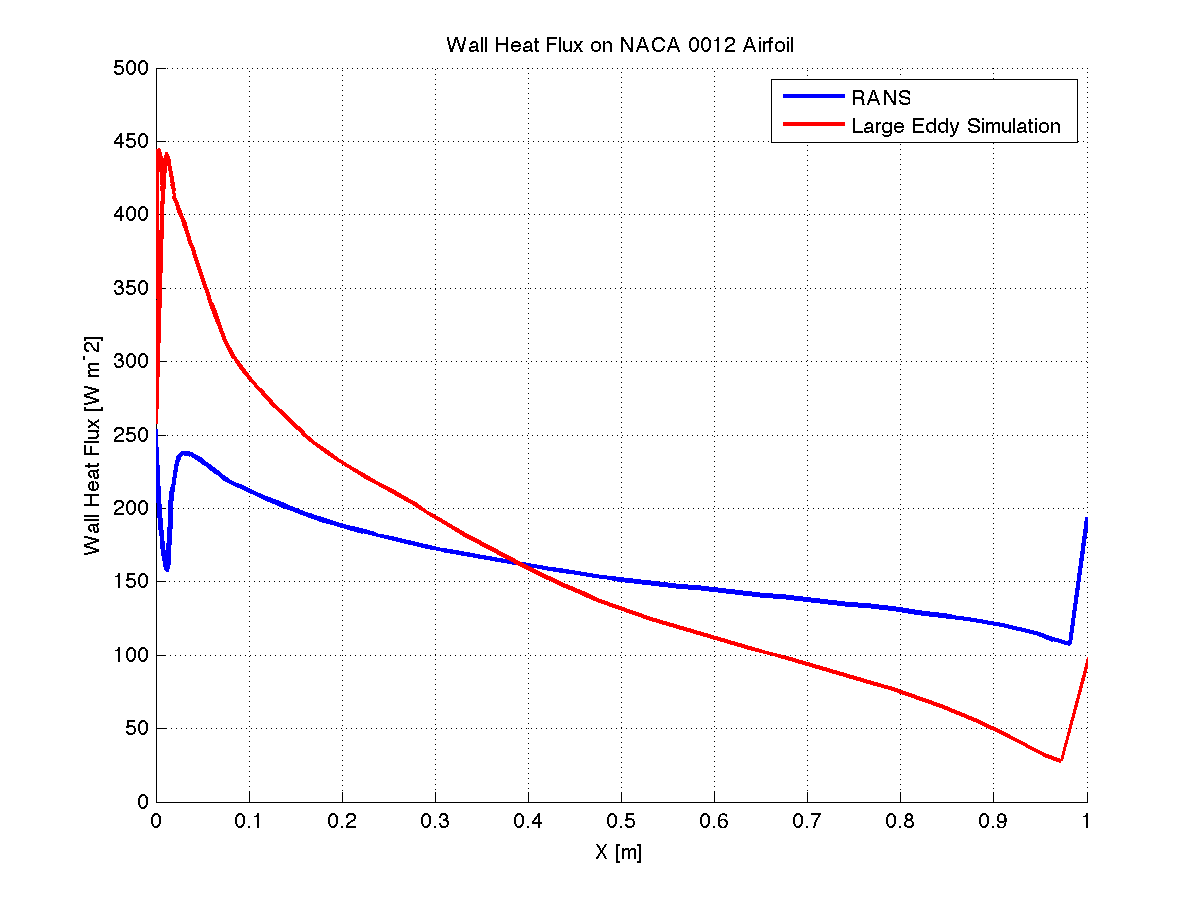 Wall Heat Flux on NACA 0012 Airfoil
RANS
Large Eddy Simulation
500
450
400
350
300
250
200
150
100
50
0
Wall Heat Flux [W m⁻2]
0 0.1 0.2 0.3 0.4 0.5 0.6 0.7 0.8 0.9 1
X [m]